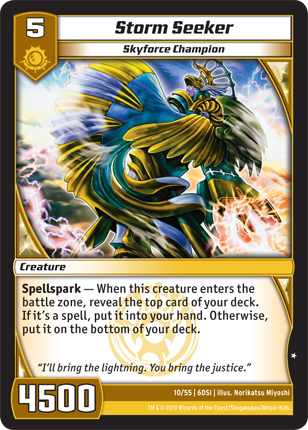 5
Storm Seeker
Skyforce Champion
Creature
Spellspark — When this creature enters the
battle zone, reveal the top card of your deck.
If it's a spell, put it into your hand. Otherwise,
put it on the bottom of your deck.
"I'll bring the lightning. You bring the justice."
4500
10/55 | 6DSI | illus. Norikatsu Miyoshi
TM & © 2013 Wizards of the Coast/Shogakukan/Mitsui-Kids